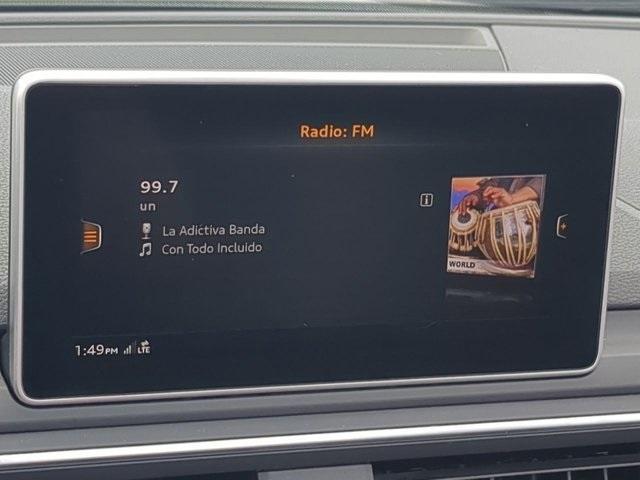 Radio: FM
99.7
un
i
La Adictiva Banda
Con Todo Incluido
WORLD
1:49PM LTE